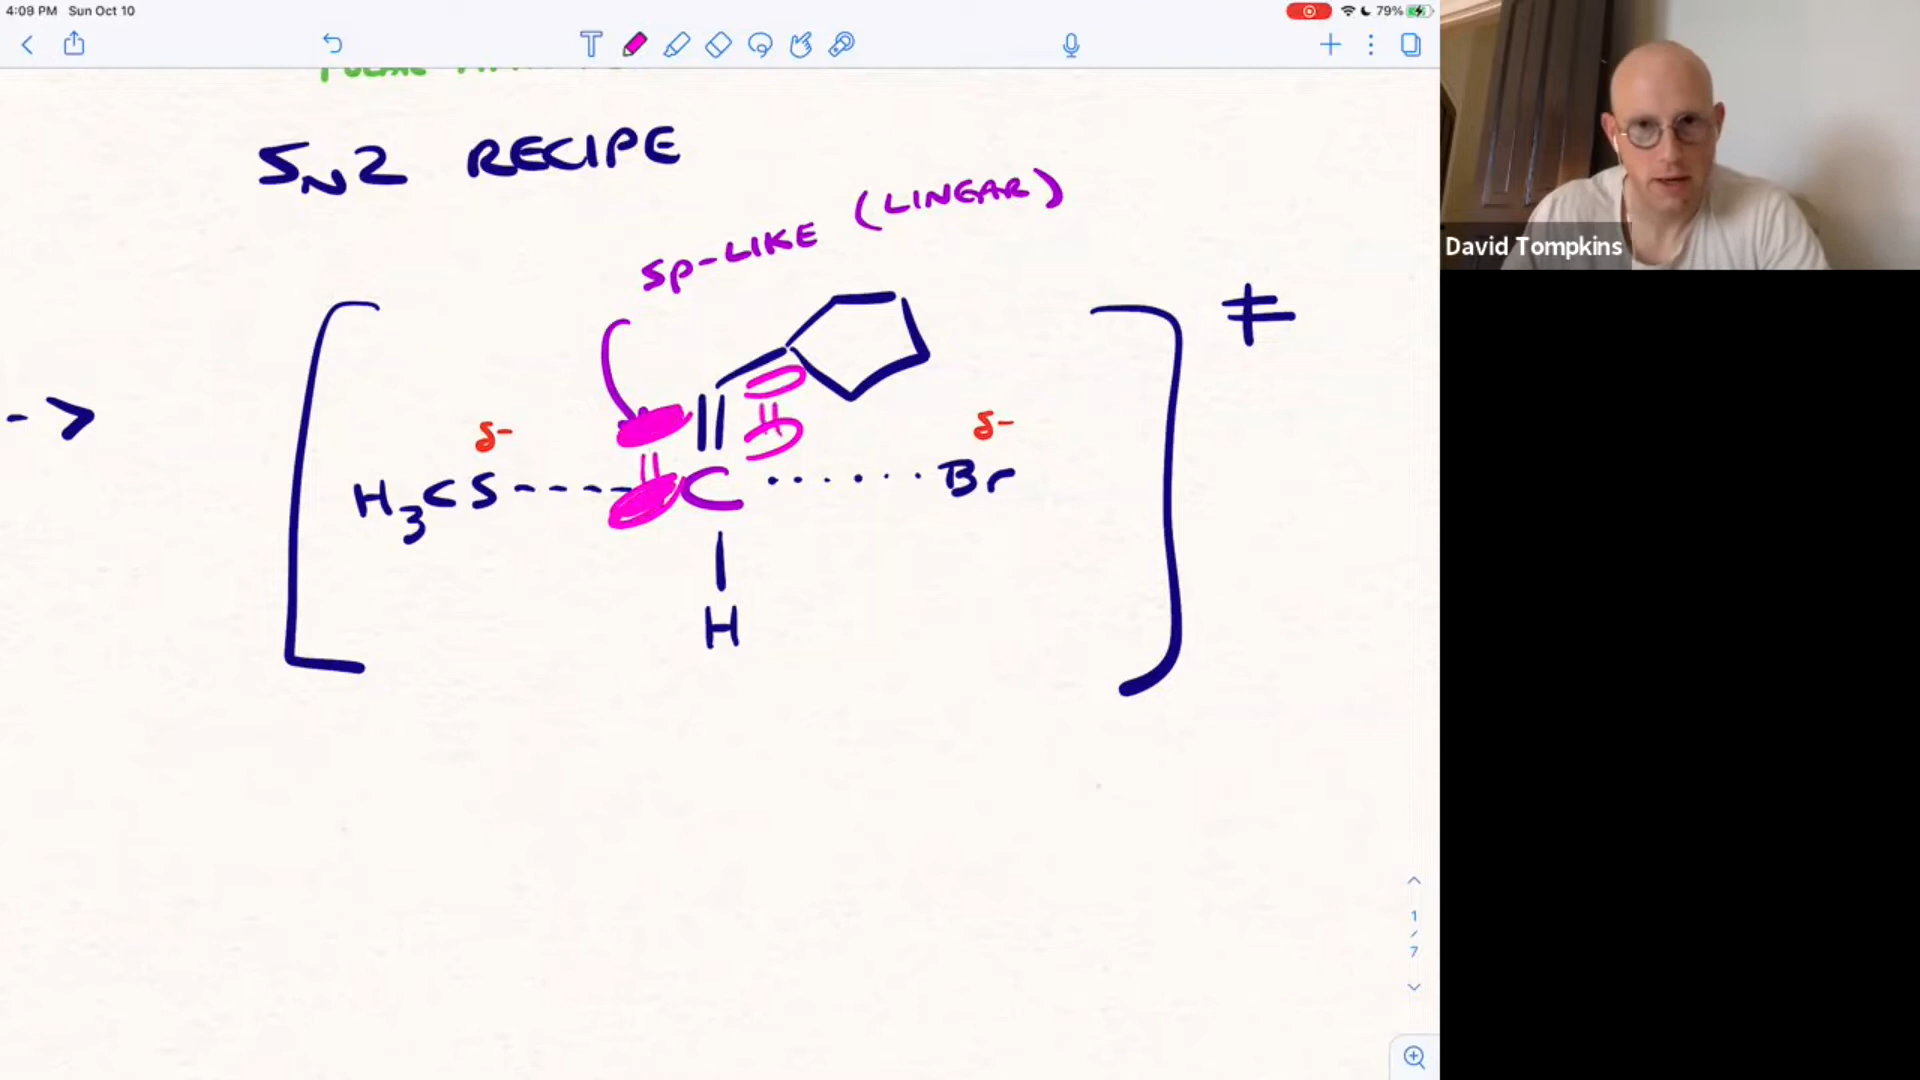 4:08 PM Sun Oct 10
79%
SN2 RECIPE
sp-LIKE (LINEAR)
≠
δ-
δ-
H3CS
C
Br
H
David Tompkins
1
/
7